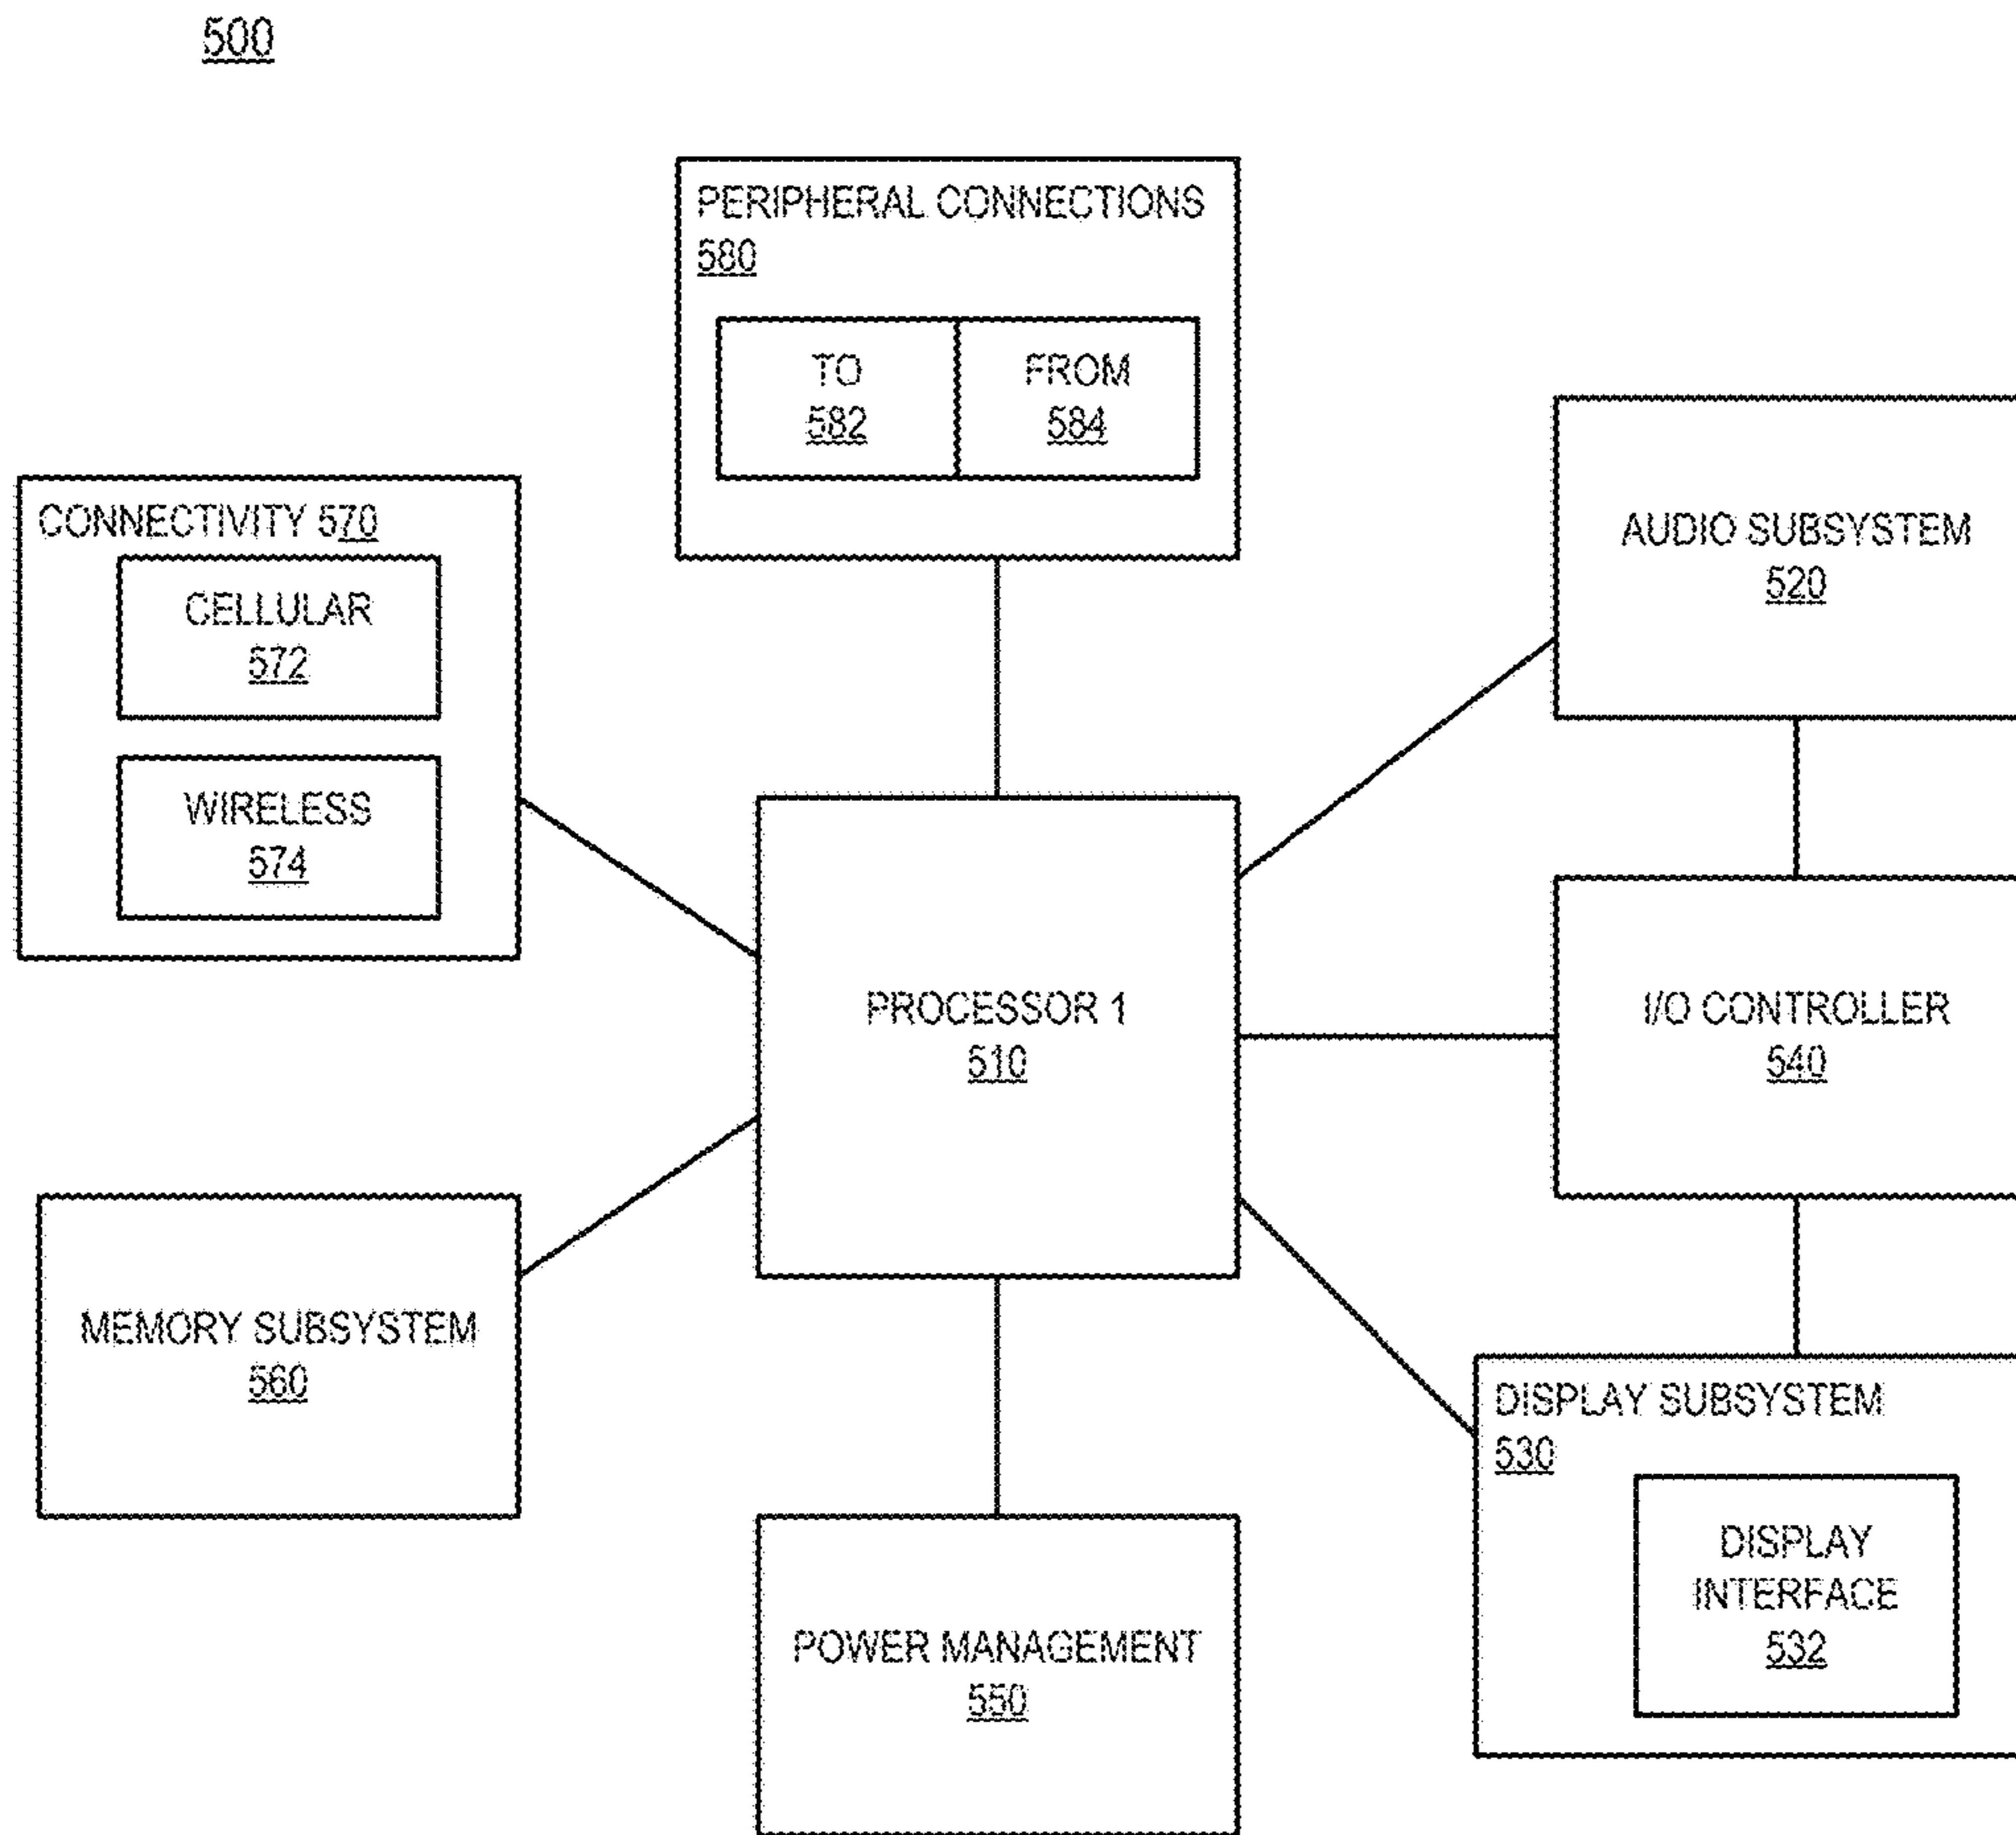 500
PERIPHERAL CONNECTIONS
580
TO
582
FROM
584
CONNECTIVITY 570
CELLULAR
572
WIRELESS
574
AUDIO SUBSYSTEM
520
PROCESSOR 1
510
I/O CONTROLLER
540
MEMORY SUBSYSTEM
560
DISPLAY SUBSYSTEM
530
DISPLAY
INTERFACE
532
POWER MANAGEMENT
550